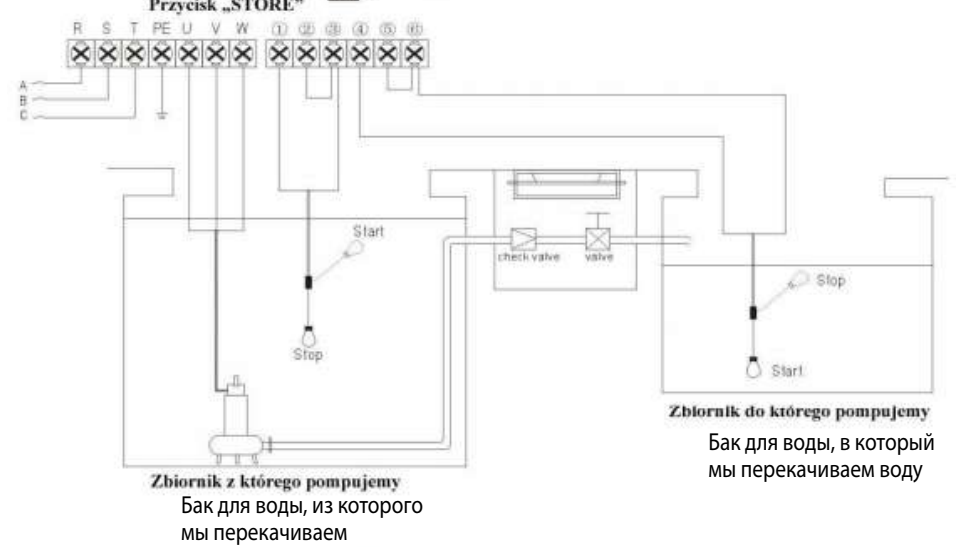 Przycisk „STORE”
R S T PE U V W ① ② ③ ④ ⑤ ⑥
A
B
C
Start
Stop
check valve
valve
Stop
Start
Zbiornik do którego pompujemy
Бак для воды, в который
мы перекачиваем воду
Zbiornik z którego pompujemy
Бак для воды, из которого
мы перекачиваем